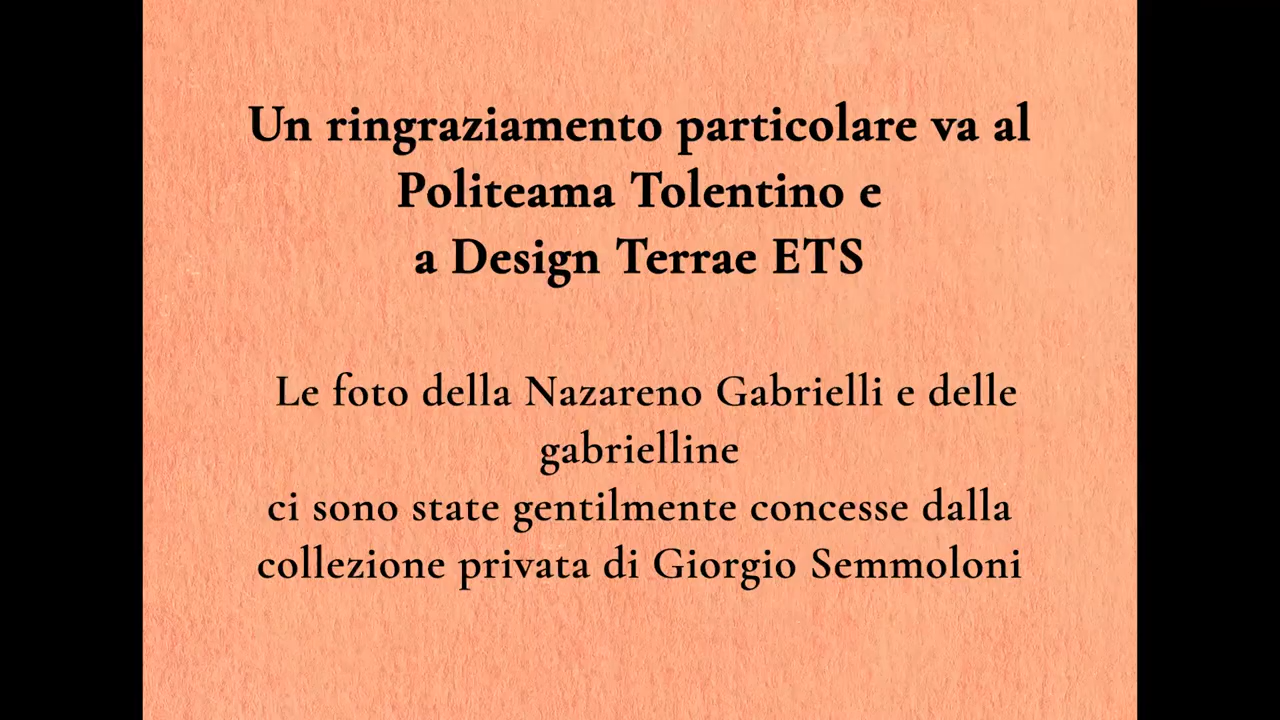 Un ringraziamento particolare va al
Politeama Tolentino e
a Design Terrae ETS
Le foto della Nazareno Gabrielli e delle
gabrielline
ci sono state gentilmente concesse dalla
collezione privata di Giorgio Semmoloni